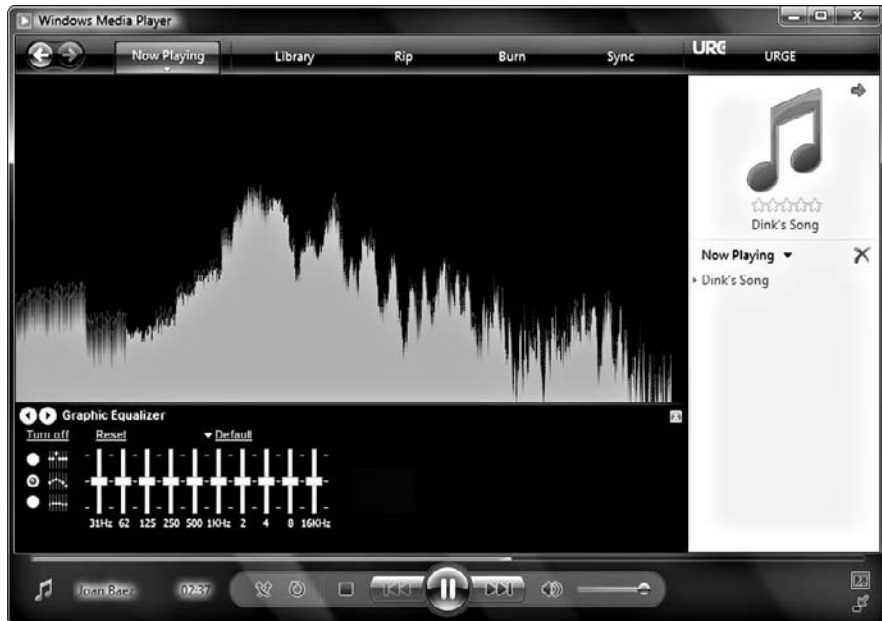 Windows Media Player
Now Playing
Library
Rip
Burn
Sync
URGE
URGE
Dink's Song
Now Playing
Dink's Song
Graphic Equalizer
Turn off
Reset
Default
31Hz 62 125 250 500 1KHz 2 4 8 16KHz
Joan Baez
02:37